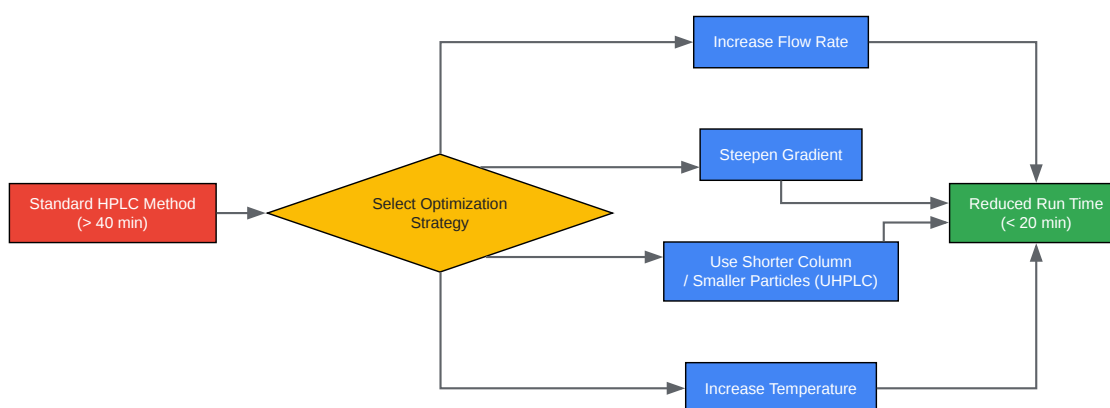 Standard HPLC Method
(> 40 min)
Select Optimization
Strategy
Increase Flow Rate
Steepen Gradient
Use Shorter Column
/ Smaller Particles (UHPLC)
Increase Temperature
Reduced Run Time
(< 20 min)